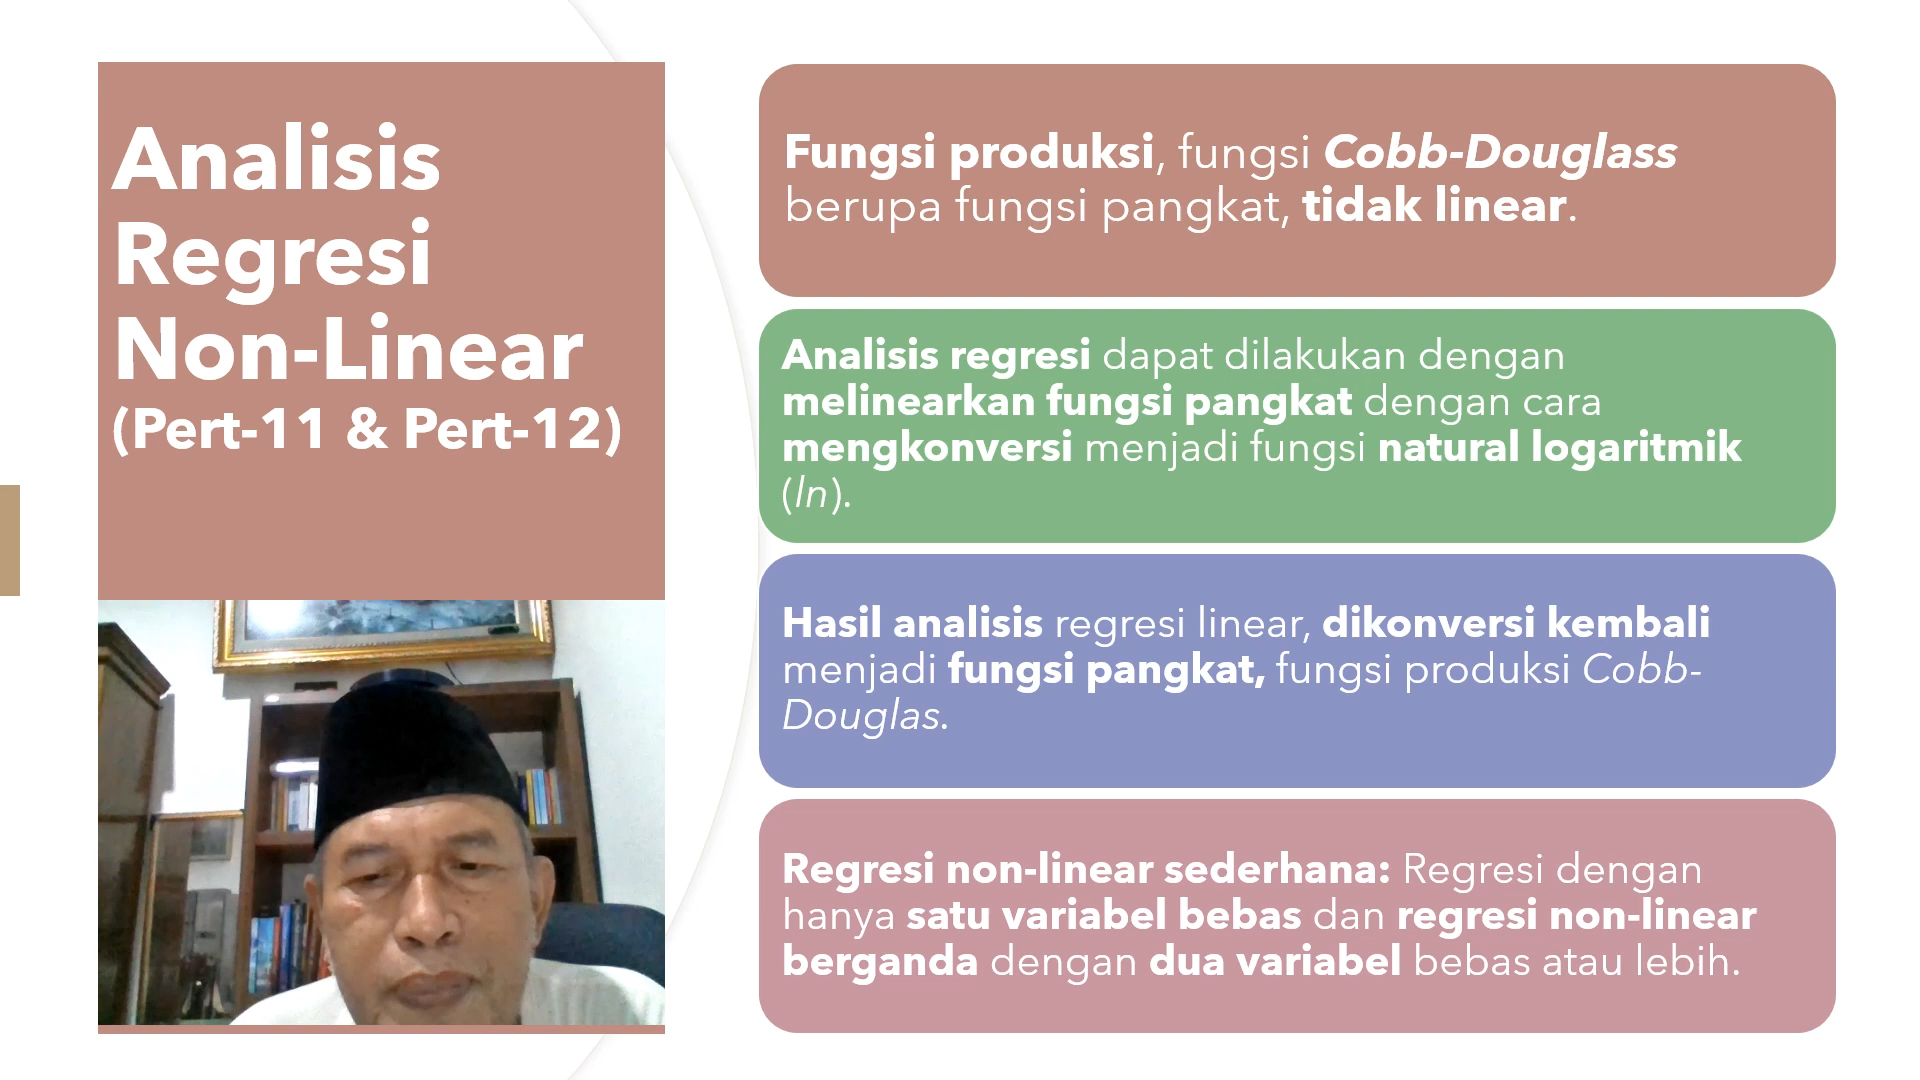 Analisis
Regresi
Non-Linear
(Pert-11 & Pert-12)
Fungsi produksi, fungsi Cobb-Douglass
berupa fungsi pangkat, tidak linear.
Analisis regresi dapat dilakukan dengan
melinearkan fungsi pangkat dengan cara
mengkonversi menjadi fungsi natural logaritmik
(ln).
Hasil analisis regresi linear, dikonversi kembali
menjadi fungsi pangkat, fungsi produksi Cobb-
Douglas.
Regresi non-linear sederhana: Regresi dengan
hanya satu variabel bebas dan regresi non-linear
berganda dengan dua variabel bebas atau lebih.